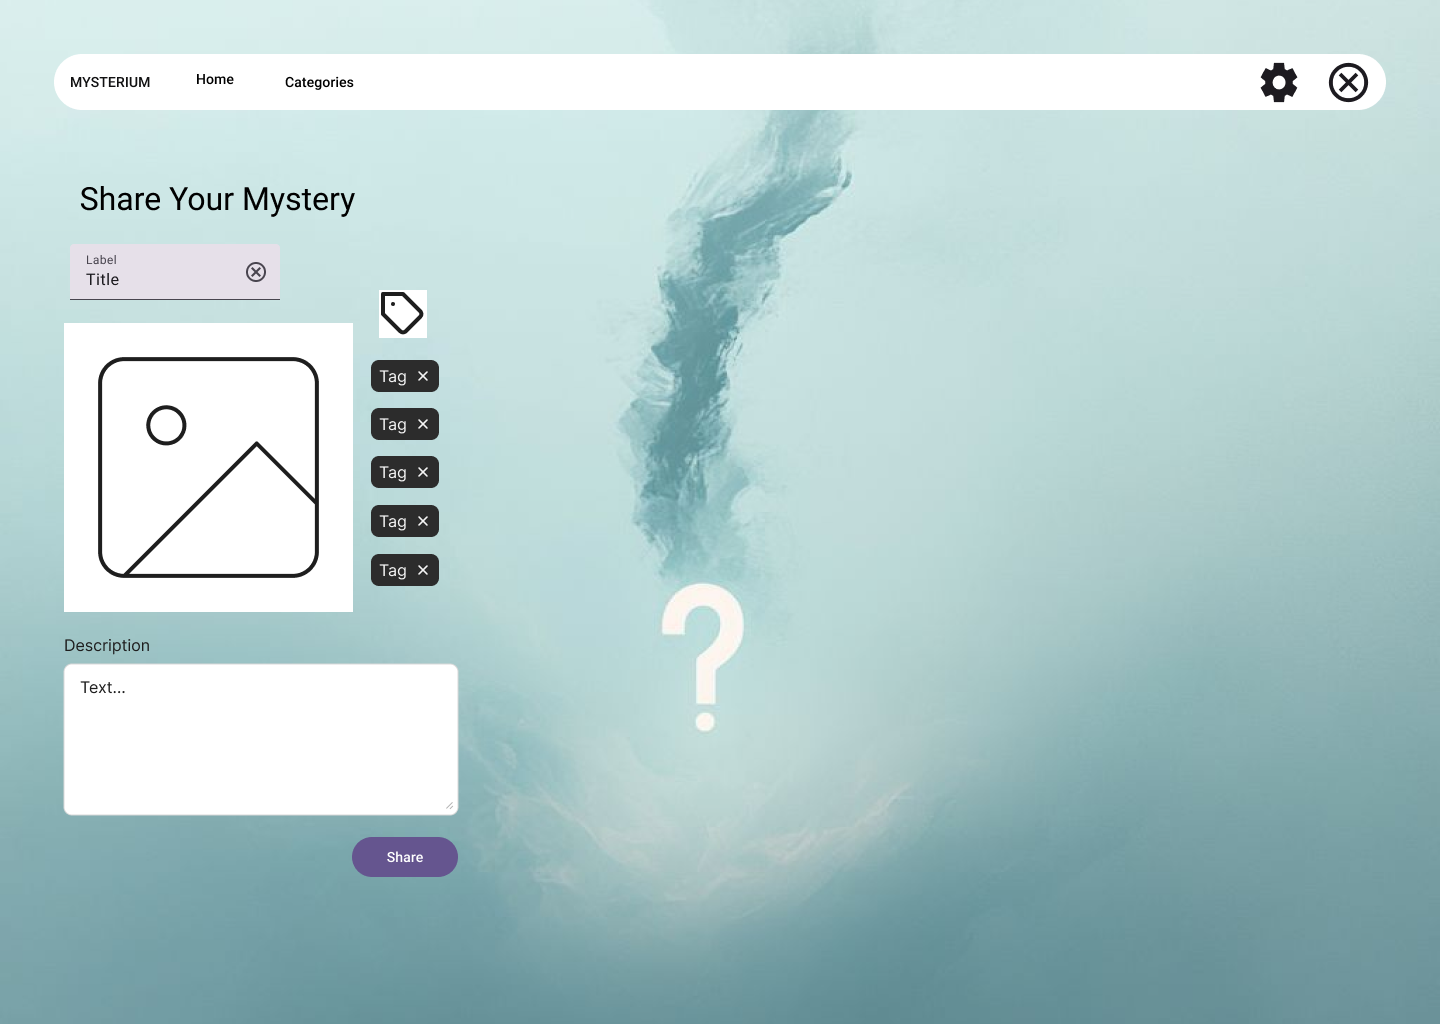 MYSTERIUM Home Categories
Share Your Mystery
Label
Title
Tag
Tag
Tag
Tag
Tag
Description
Text...
?
Share